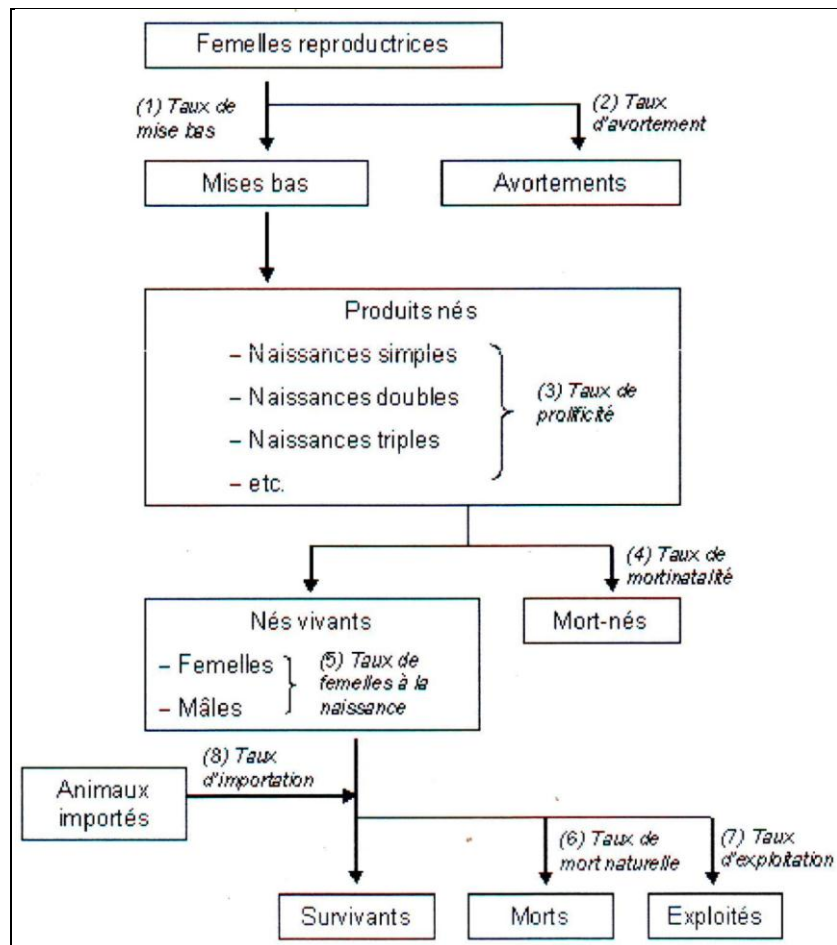 Femelles reproductrices
(1) Taux de
mise bas
(2) Taux
d'avortement
Mises bas
Avortements
Produits nés
– Naissances simples
– Naissances doubles
– Naissances triples
– etc.
(3) Taux de
prolificité
(4) Taux de
mortinatalité
Nés vivants
– Femelles
– Mâles
(5) Taux de
femelles à la
naissance
Mort-nés
(8) Taux
d'importation
Animaux
importés
(6) Taux de
mort naturelle
(7) Taux
d'exploitation
Survivants
Morts
Exploités